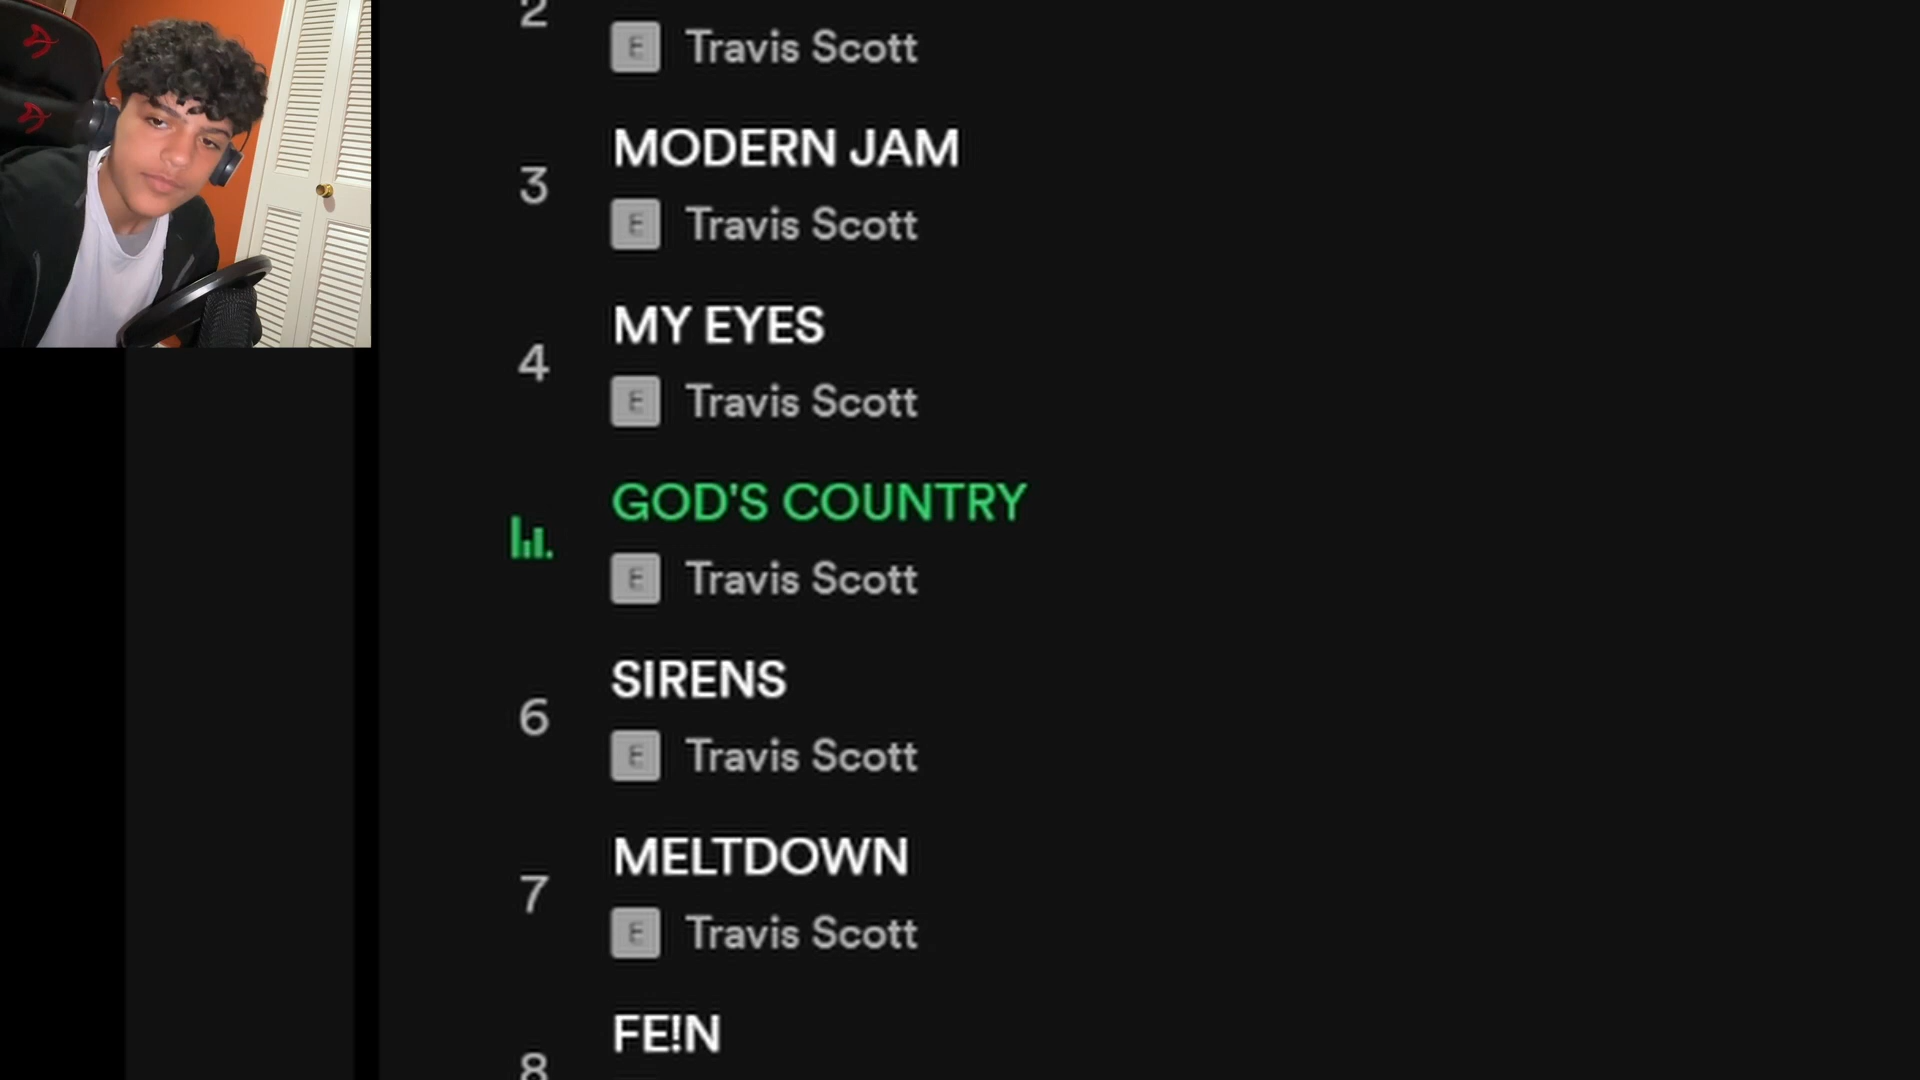 2
E Travis Scott
MODERN JAM
3
E Travis Scott
MY EYES
4
E Travis Scott
GOD'S COUNTRY
E Travis Scott
SIRENS
6
E Travis Scott
MELTDOWN
7
E Travis Scott
FE!N
8